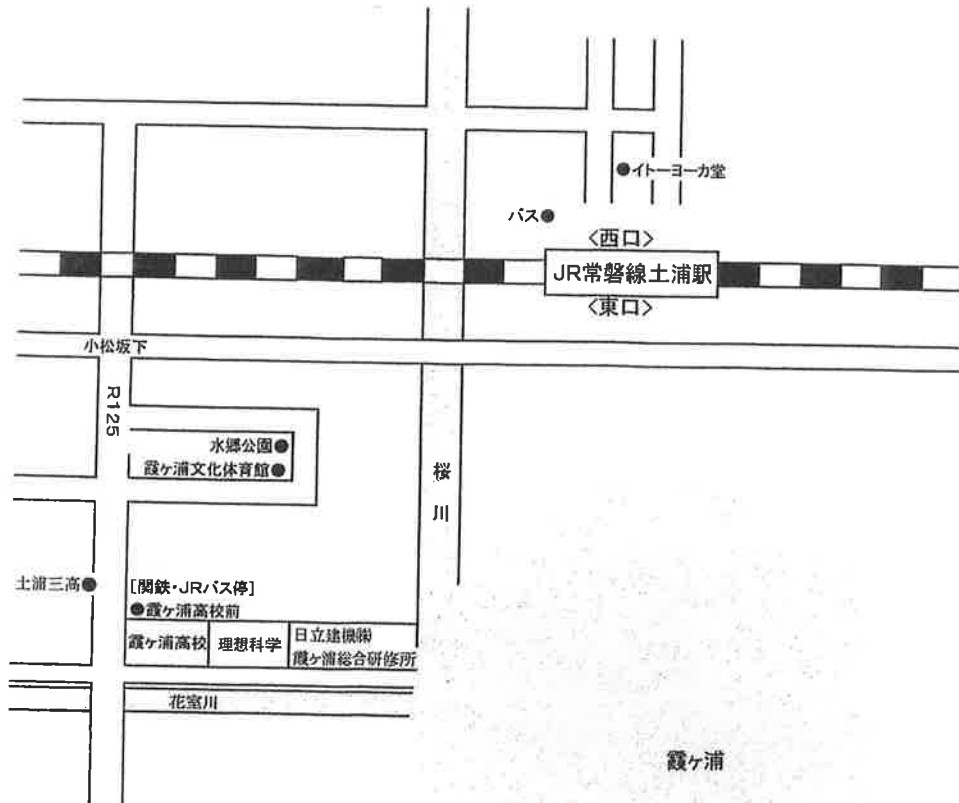 イトーヨーカ堂
バス
〈西口〉
JR常磐線土浦駅
〈東口〉
小松坂下
R125
水郷公園
霞ヶ浦文化体育館
桜川
土浦三高
[関鉄・JRバス停]
霞ヶ浦高校前
霞ヶ浦高校
理想科学
日立建機㈱
霞ヶ浦総合研修所
花室川
霞ヶ浦